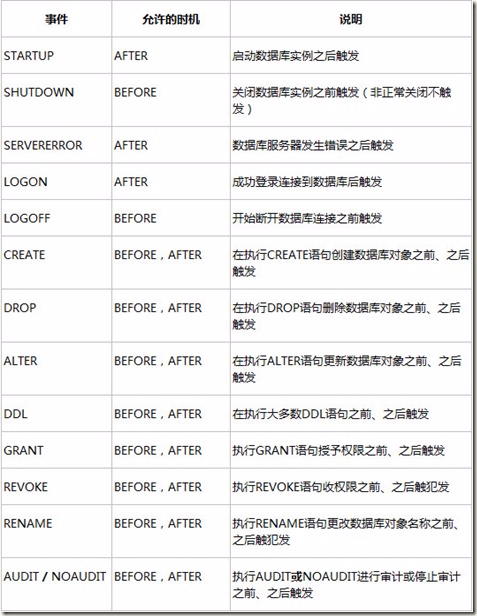 事件 允许的时机 说明
STARTUP AFTER 启动数据库实例之后触发
SHUTDOWN BEFORE 关闭数据库实例之前触发（非正常关闭不触
发）
SERVERERROR AFTER 数据库服务器发生错误之后触发
LOGON AFTER 成功登录连接到数据库后触发
LOGOFF BEFORE 开始断开数据库连接之前触发
CREATE BEFORE，AFTER 在执行CREATE语句创建数据库对象之前、之后
触发
DROP BEFORE，AFTER 在执行DROP语句删除数据库对象之前、之后
触发
ALTER BEFORE，AFTER 在执行ALTER语句更新数据库对象之前、之后
触发
DDL BEFORE，AFTER 在执行大多数DDL语句之前、之后触发
GRANT BEFORE，AFTER 执行GRANT语句授予权限之前、之后触发
REVOKE BEFORE，AFTER 执行REVOKE语句收权限之前、之后触犯发
RENAME BEFORE，AFTER 执行RENAME语句更改数据库对象名称之前、
之后触犯发
AUDIT / NOAUDIT BEFORE，AFTER 执行AUDIT或NOAUDIT进行审计或停止审计
之前、之后触发